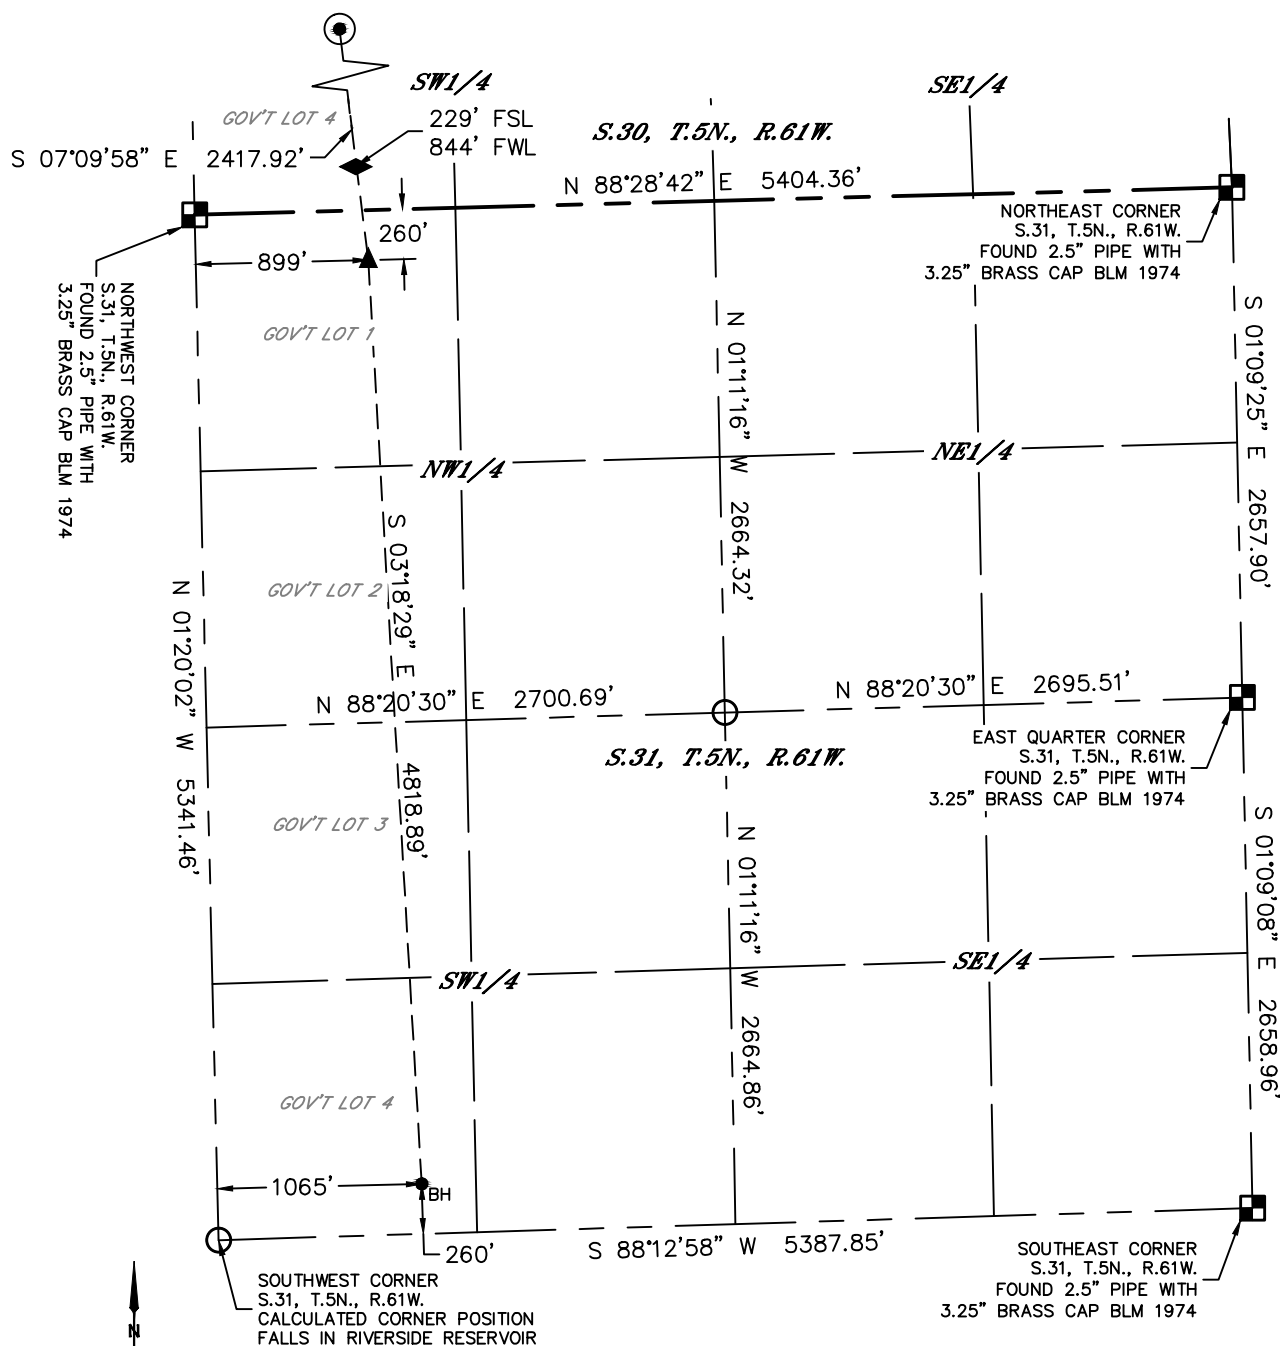 SW1/4
SE1/4
GOV'T LOT 4
229' FSL
844' FWL
S.30, T.5N., R.61W.
S 07°09'58" E 2417.92'
N 88°28'42" E 5404.36'
NORTHEAST CORNER
S.31, T.5N., R.61W.
FOUND 2.5" PIPE WITH
3.25" BRASS CAP BLM 1974
260'
899'
NORTHWEST CORNER
S.31, T.5N., R.61W.
FOUND 2.5" PIPE WITH
3.25" BRASS CAP BLM 1974
GOV'T LOT 1
N 01°11'16" W 2664.32'
S 01°09'25" E 2657.90'
NW1/4
NE1/4
S 03°18'29" E 4818.89'
GOV'T LOT 2
N 01°20'02" W 5341.46'
N 88°20'30" E 2700.69'
N 88°20'30" E 2695.51'
S.31, T.5N., R.61W.
EAST QUARTER CORNER
S.31, T.5N., R.61W.
FOUND 2.5" PIPE WITH
3.25" BRASS CAP BLM 1974
GOV'T LOT 3
N 01°11'16" W 2664.86'
S 01°09'08" E 2658.96'
SW1/4
SE1/4
GOV'T LOT 4
1065'
BH
260'
S 88°12'58" W 5387.85'
SOUTHWEST CORNER
S.31, T.5N., R.61W.
CALCULATED CORNER POSITION
FALLS IN RIVERSIDE RESERVOIR
SOUTHEAST CORNER
S.31, T.5N., R.61W.
FOUND 2.5" PIPE WITH
3.25" BRASS CAP BLM 1974
N